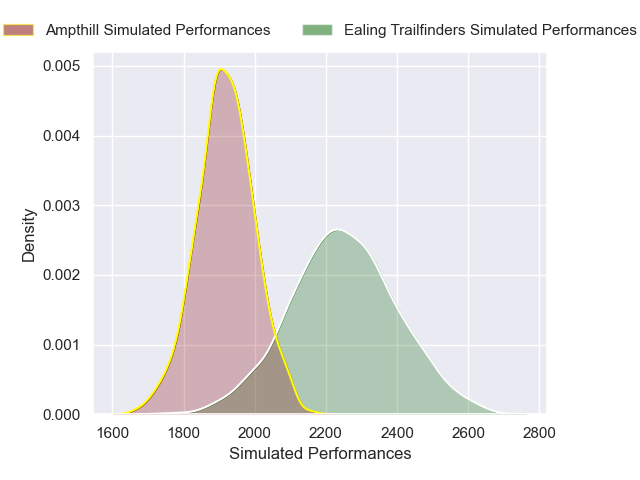 Ampthill Simulated Performances Ealing Trailfinders Simulated Performances
0.005
0.004
0.003
0.002
0.001
0.000
Density
1600 1800 2000 2200 2400 2600 2800
Simulated Performances